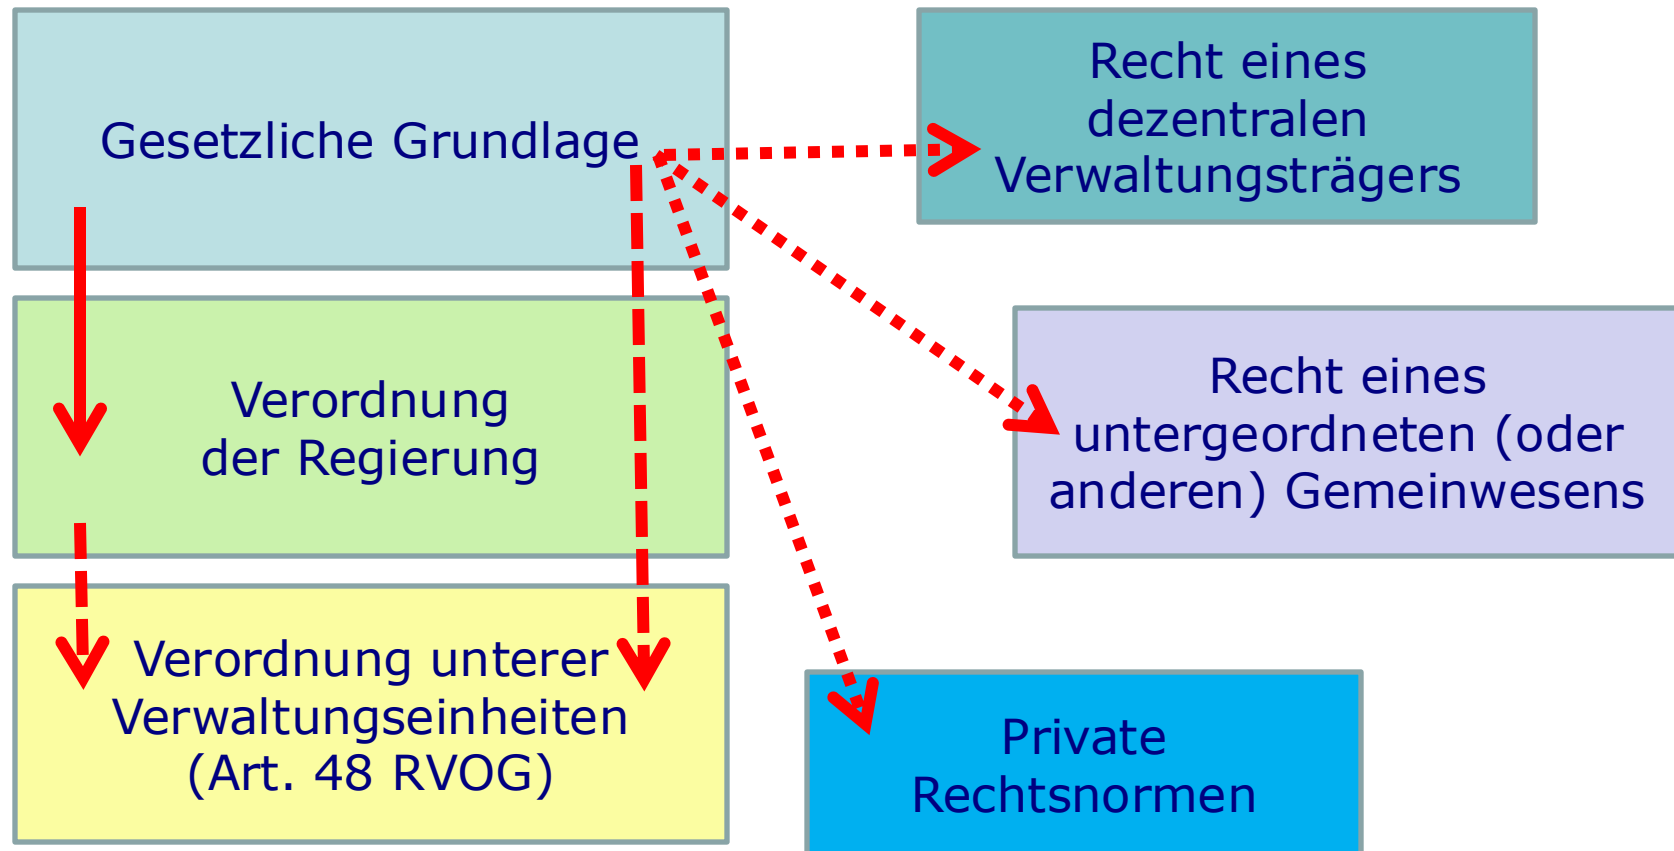 Gesetzliche Grundlage
Recht eines
dezentralen
Verwaltungsträgers
Verordnung
der Regierung
Recht eines
untergeordneten (oder
anderen) Gemeinwesens
Verordnung unterer
Verwaltungseinheiten
(Art. 48 RVOG)
Private
Rechtsnormen